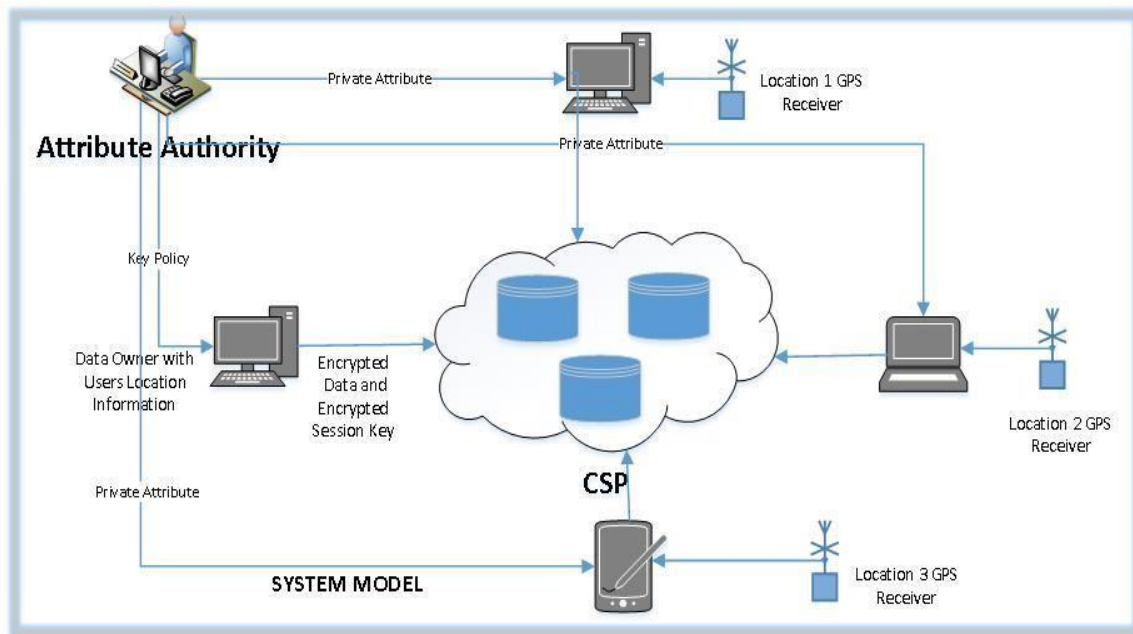 Private Attribute
Location 1 GPS
Receiver
Attribute Authority
Private Attribute
Key Policy
Data Owner with
Users Location
Information
Encrypted
Data and
Encrypted
Session Key
Location 2 GPS
Receiver
CSP
Private Attribute
SYSTEM MODEL
Location 3 GPS
Receiver